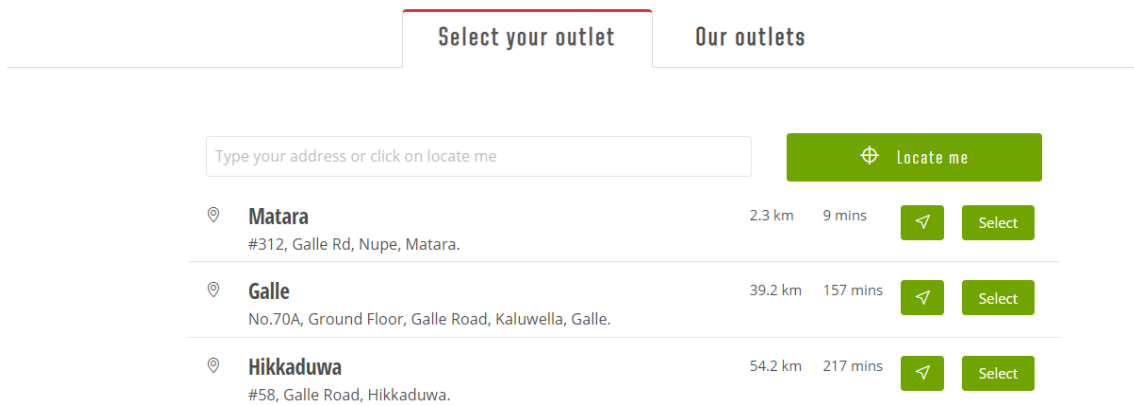 Select your outlet Our outlets
Type your address or click on locate me Locate me
Matara 2.3 km 9 mins Select
#312, Galle Rd, Nupe, Matara.
Galle 39.2 km 157 mins Select
No.70A, Ground Floor, Galle Road, Kaluwella, Galle.
Hikkaduwa 54.2 km 217 mins Select
#58, Galle Road, Hikkaduwa.